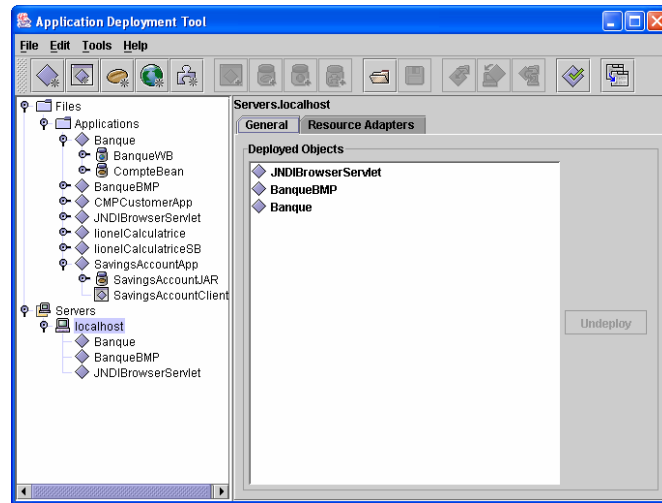 Application Deployment Tool
File Edit Tools Help
Files
Applications
Banque
BanqueWB
CompteBean
BanqueBMP
CMPCustomerApp
JNDIBrowserServlet
lionelCalculatrice
lionelCalculatriceSB
SavingsAccountApp
SavingsAccountJAR
SavingsAccountClient
Servers
localhost
Banque
BanqueBMP
JNDIBrowserServlet
Servers.localhost
General Resource Adapters
Deployed Objects
JNDIBrowserServlet
BanqueBMP
Banque
Undeploy